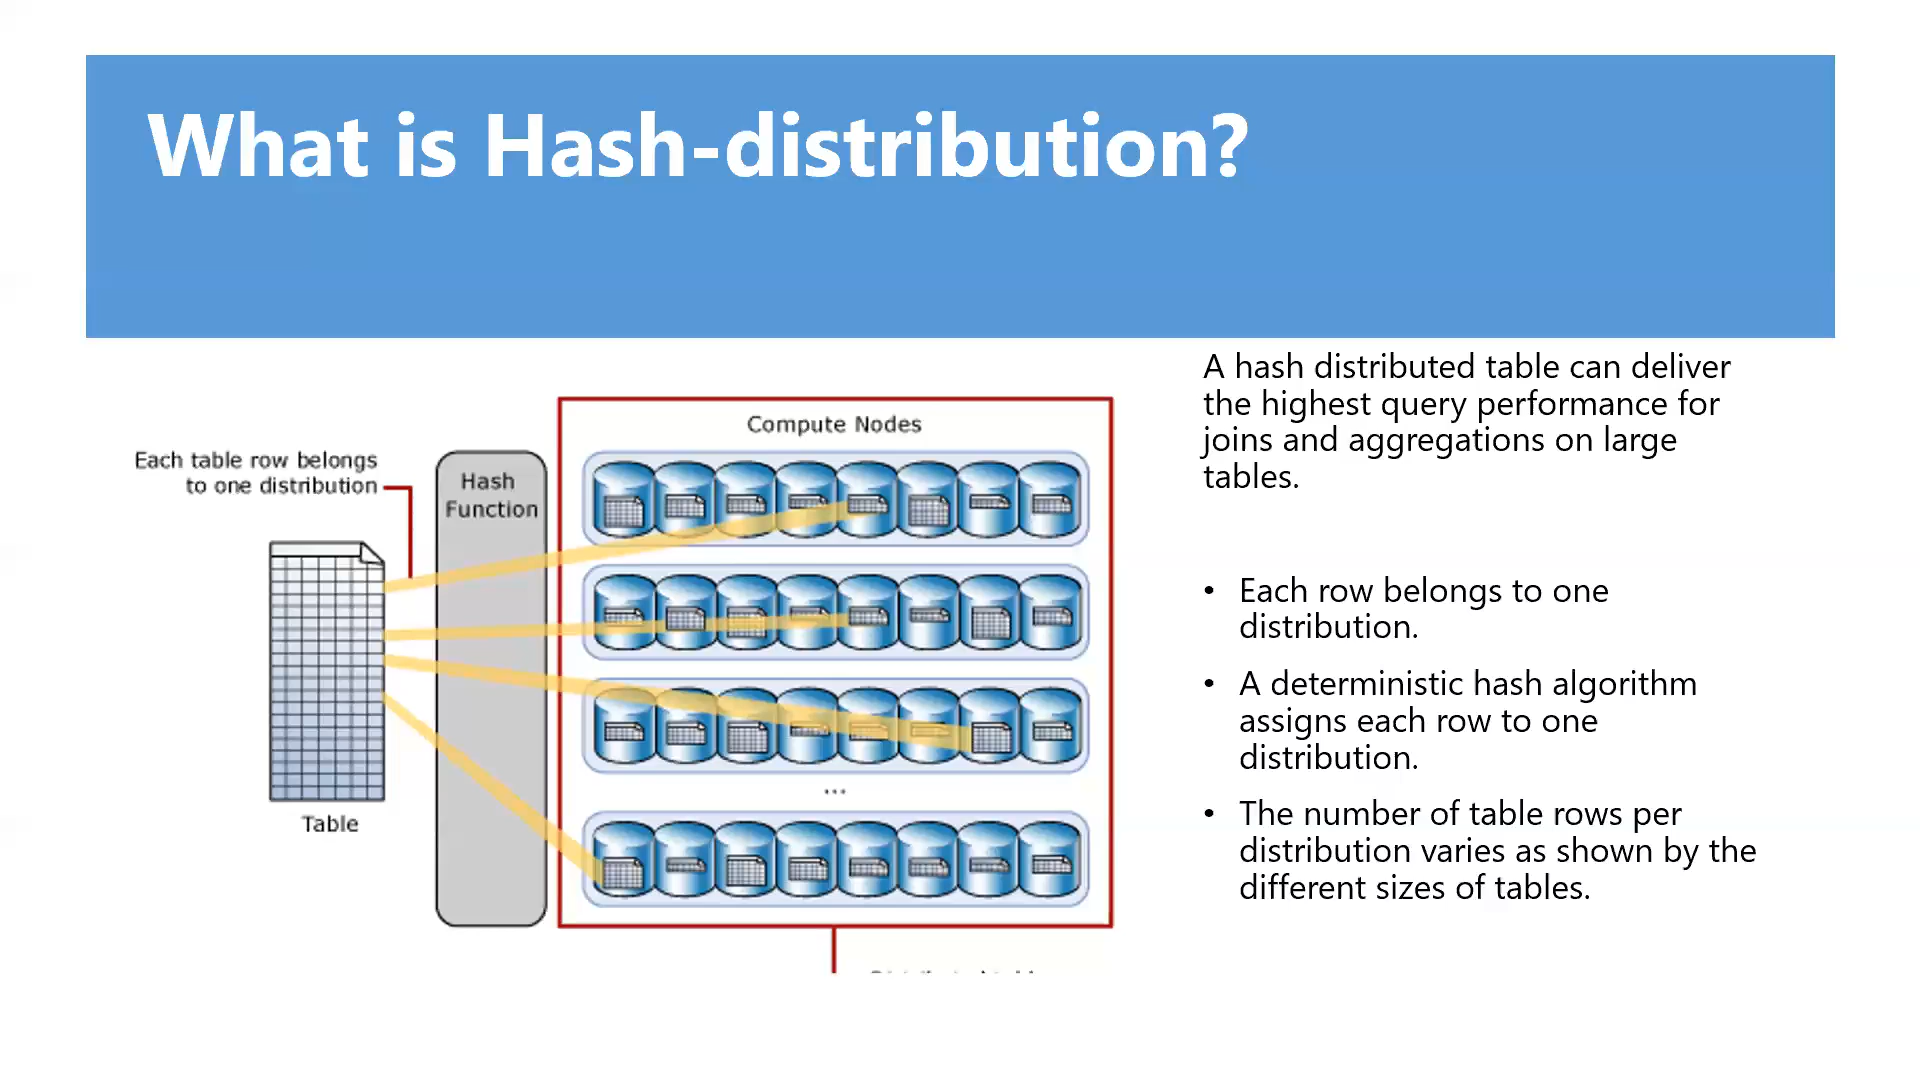 What is Hash-distribution?
Each table row belongs
to one distribution
Hash
Function
Compute Nodes
...
Table
A hash distributed table can deliver
the highest query performance for
joins and aggregations on large
tables.
• Each row belongs to one
distribution.
• A deterministic hash algorithm
assigns each row to one
distribution.
• The number of table rows per
distribution varies as shown by the
different sizes of tables.